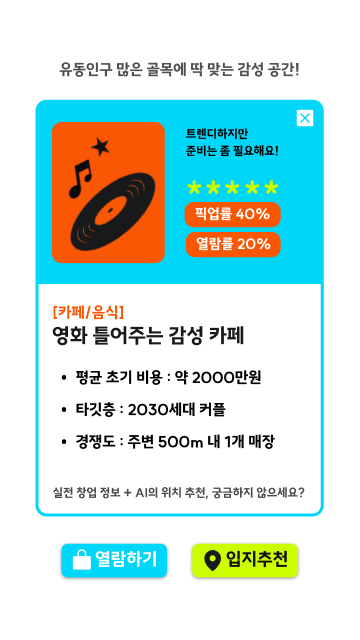 유동인구 많은 골목에 딱 맞는 감성 공간!
트렌디하지만
준비는 좀 필요해요!
*****
픽업률 40%
열람률 20%
[카페/음식]
영화 틀어주는 감성 카페
• 평균 초기 비용 : 약 2000만원
• 타깃층 : 2030세대 커플
• 경쟁도 : 주변 500m 내 1개 매장
실전 창업 정보 + AI의 위치 추천, 궁금하지 않으세요?
열람하기
입지추천